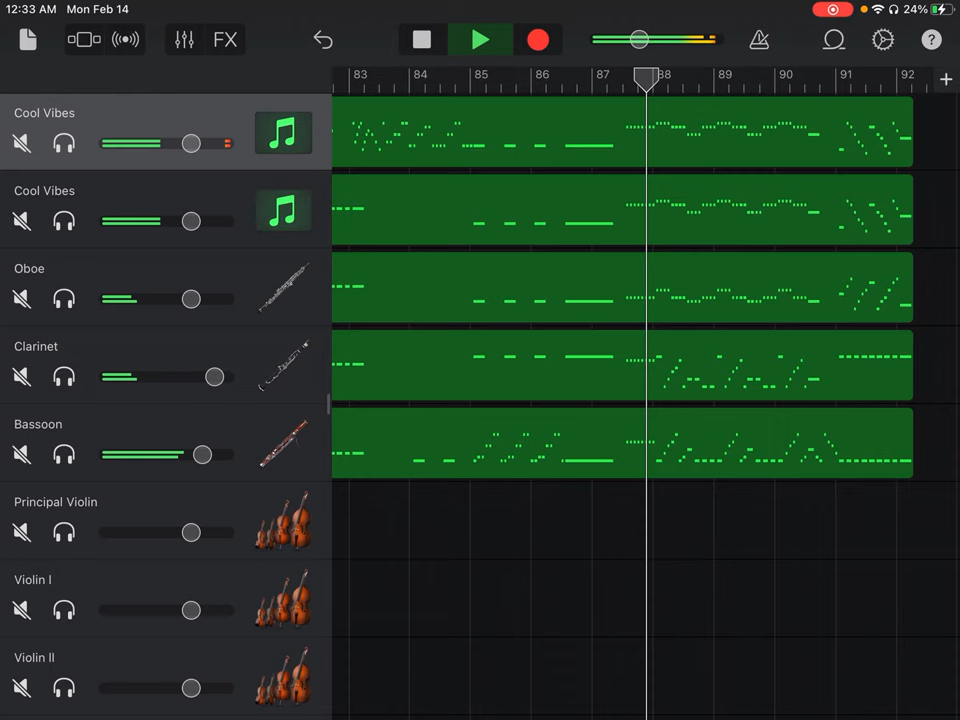 12:33 AM Mon Feb 14 24%
FX ?
83 84 85 86 87 88 89 90 91 92 +
Cool Vibes
Cool Vibes
Oboe
Clarinet
Bassoon
Principal Violin
Violin I
Violin II